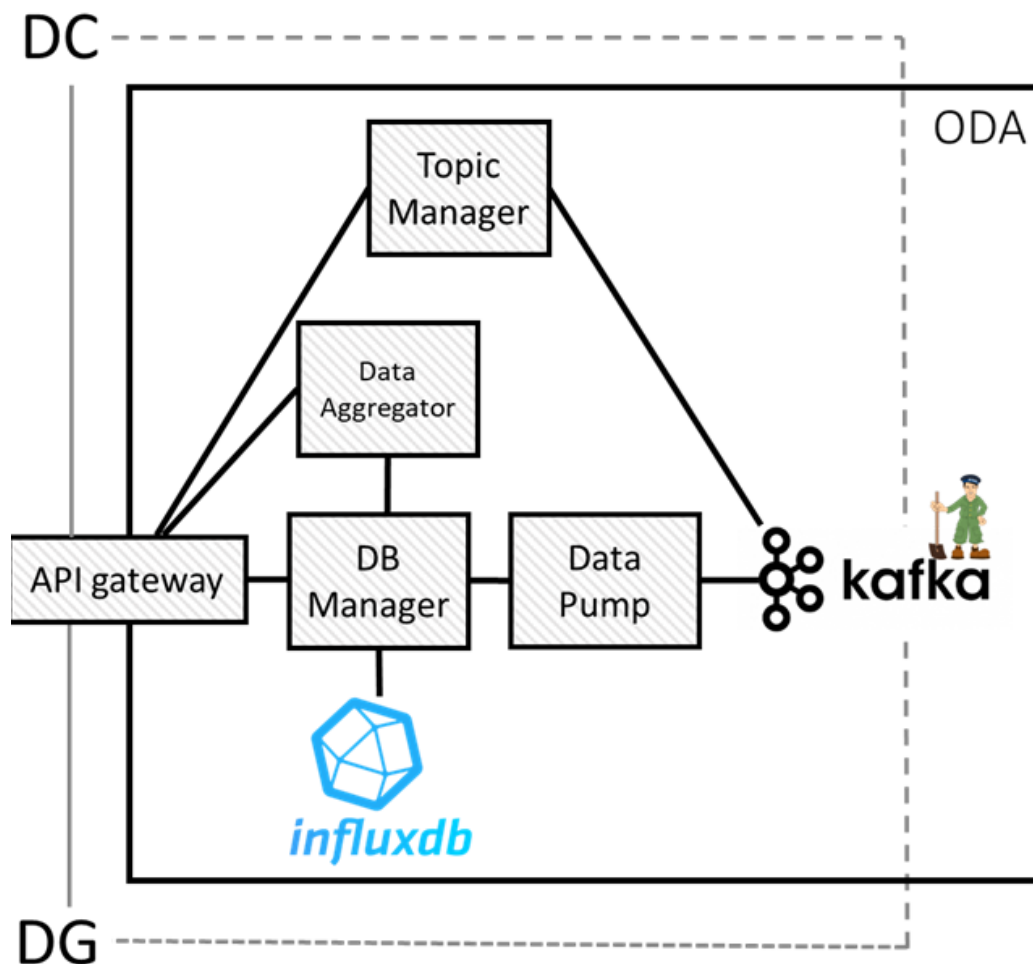 DC
ODA
Topic
Manager
Data
Aggregator
API gateway
DB
Manager
Data
Pump
kafka
influxdb
DG